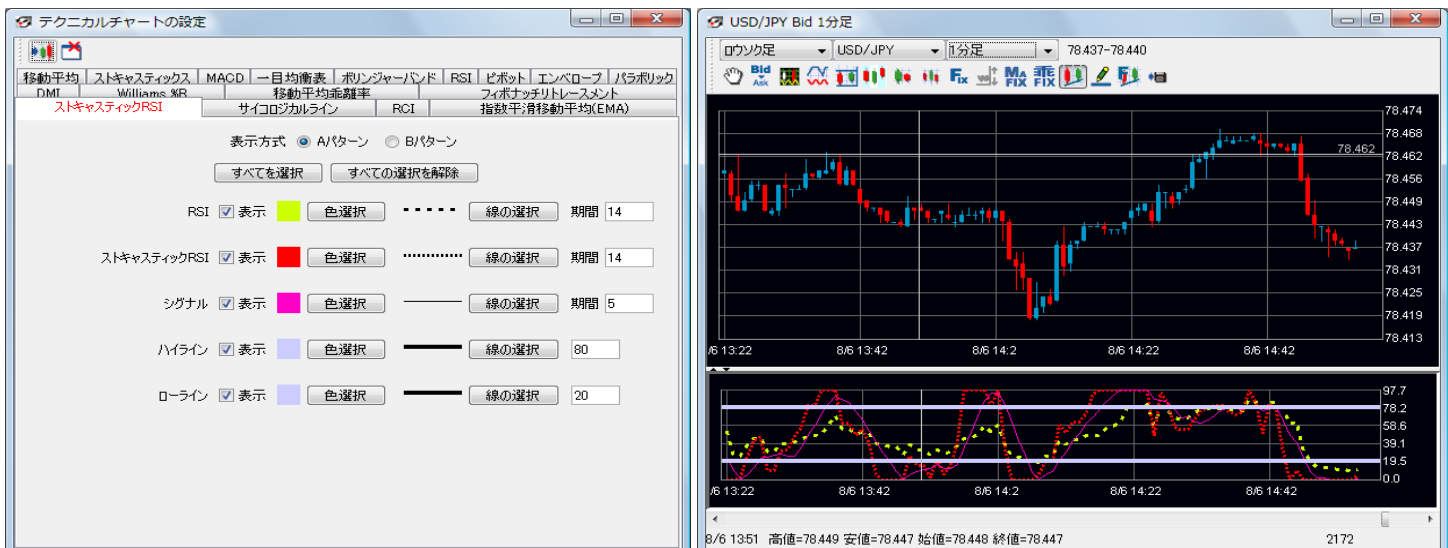 テクニカルチャートの設定
移動平均 ストキャスティックス MACD 一目均衡表 ボリンジャーバンド RSI ピボット エンベロープ パラボリック
DMI Williams %R 移動平均乖離率 フィボナッチリトレースメント
ストキャスティックRSI サイコロジカルライン RCI 指数平滑移動平均(EMA)
表示方式 Aパターン Bパターン
すべてを選択 すべての選択を解除
RSI 表示 色選択 線の選択 期間 14
ストキャスティックRSI 表示 色選択 線の選択 期間 14
シグナル 表示 色選択 線の選択 期間 5
ハイライン 表示 色選択 線の選択 80
ローライン 表示 色選択 線の選択 20
USD/JPY Bid 1分足
ロウソク足 USD/JPY 1分足 78.437-78.440
Bid
Ask
FIX MA FIX 乖離 FIX
78.474
78.468
78.462 78.462
78.456
78.449
78.443
78.437
78.431
78.425
78.419
78.413
/6 13:22 8/6 13:42 8/6 14:2 8/6 14:22 8/6 14:42
97.7
78.2
58.6
39.1
19.5
0.0
/6 13:22 8/6 13:42 8/6 14:2 8/6 14:22 8/6 14:42
8/6 13:51 高値=78.449 安値=78.447 始値=78.448 終値=78.447 2172